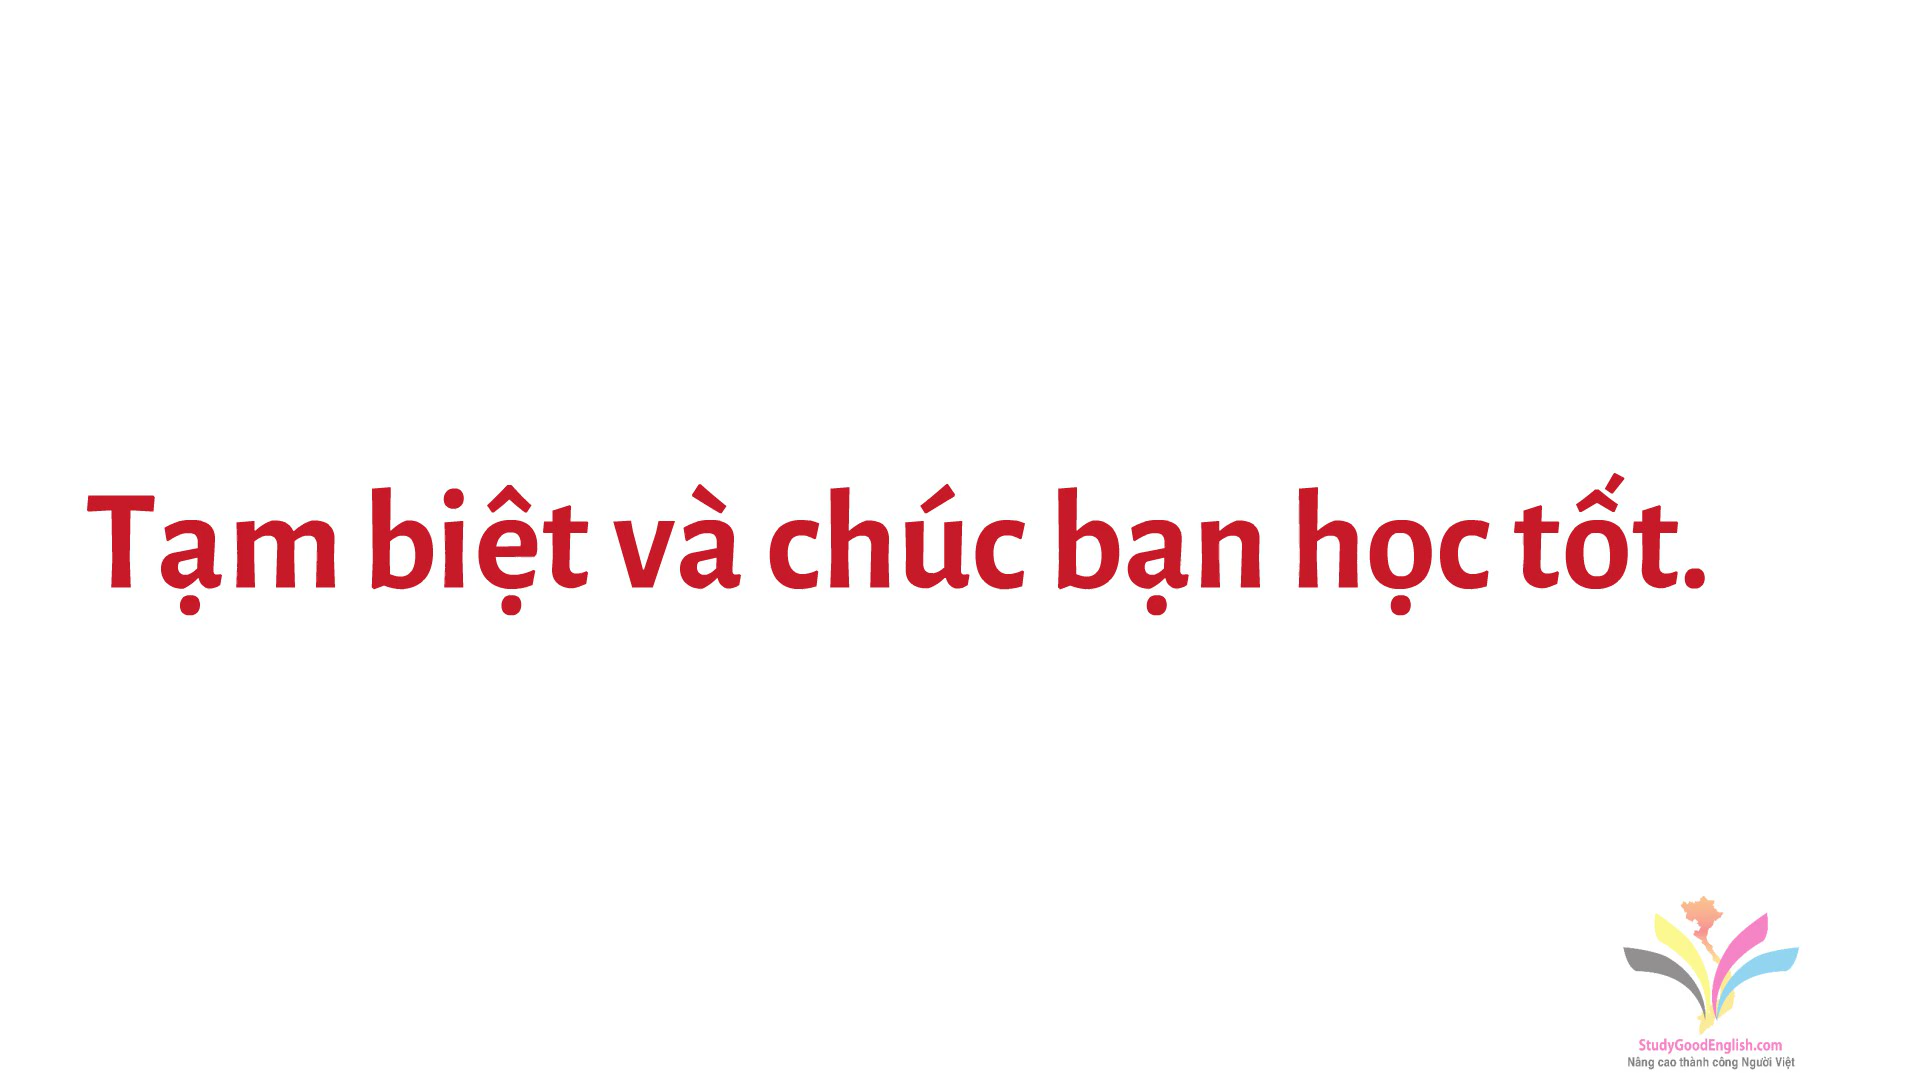 Tạm biệt và chúc bạn học tốt.
StudyGoodEnglish.com
Nâng cao thành công Người Việt